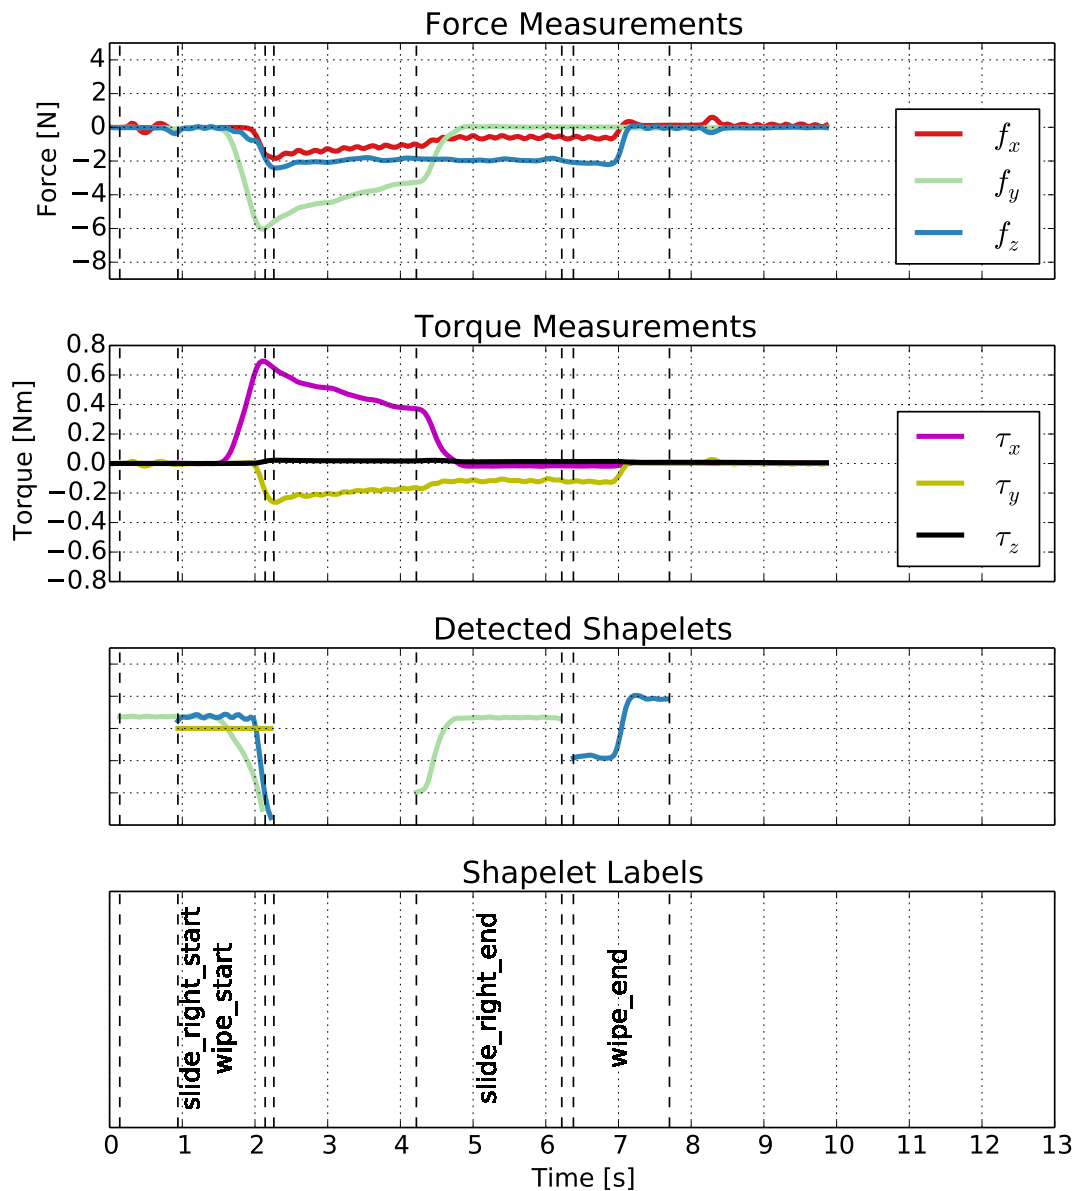 Force Measurements
4
2
0
−2
−4
−6
−8
Force [N]
f_x
f_y
f_z
Torque Measurements
0.8
0.6
0.4
0.2
0.0
−0.2
−0.4
−0.6
−0.8
Torque [Nm]
τ_x
τ_y
τ_z
Detected Shapelets
Shapelet Labels
slide_right_start
wipe_start
slide_right_end
wipe_end
0 1 2 3 4 5 6 7 8 9 10 11 12 13
Time [s]